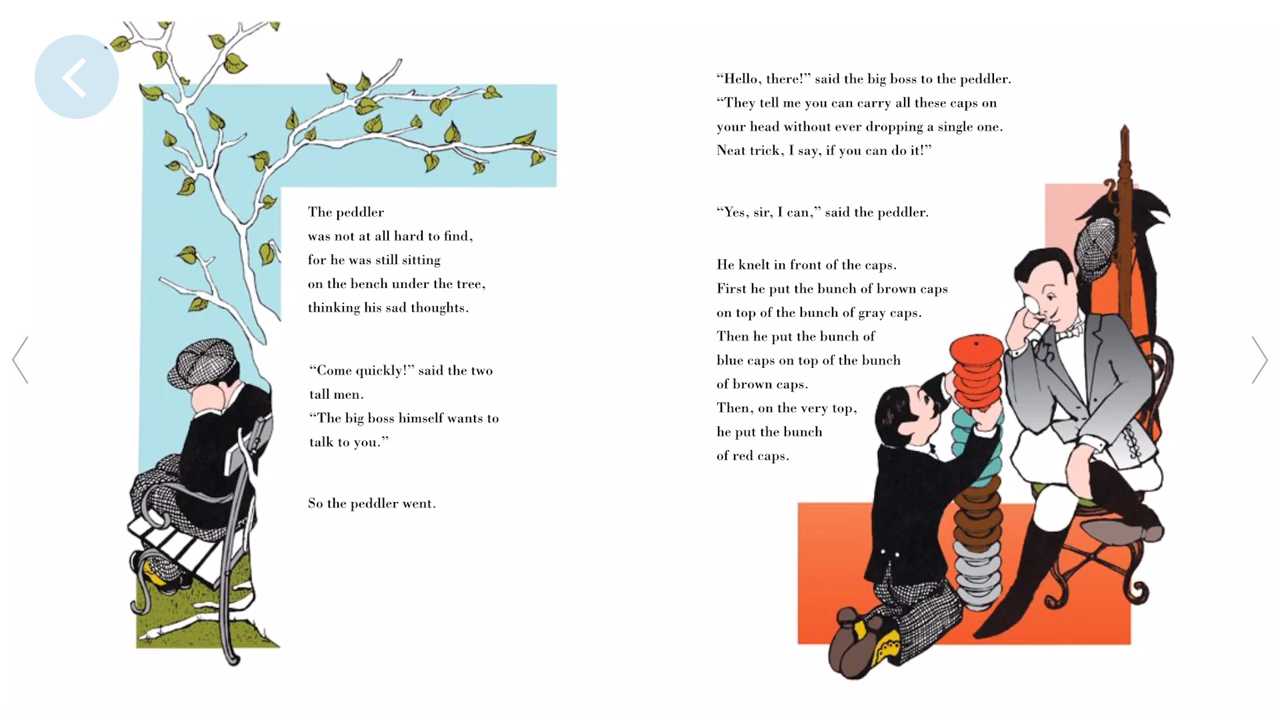 The peddler
was not at all hard to find,
for he was still sitting
on the bench under the tree,
thinking his sad thoughts.
“Come quickly!” said the two
tall men.
“The big boss himself wants to
talk to you.”
So the peddler went.
“Hello, there!” said the big boss to the peddler.
“They tell me you can carry all these caps on
your head without ever dropping a single one.
Neat trick, I say, if you can do it!”
“Yes, sir, I can,” said the peddler.
He knelt in front of the caps.
First he put the bunch of brown caps
on top of the bunch of gray caps.
Then he put the bunch of
blue caps on top of the bunch
of brown caps.
Then, on the very top,
he put the bunch
of red caps.